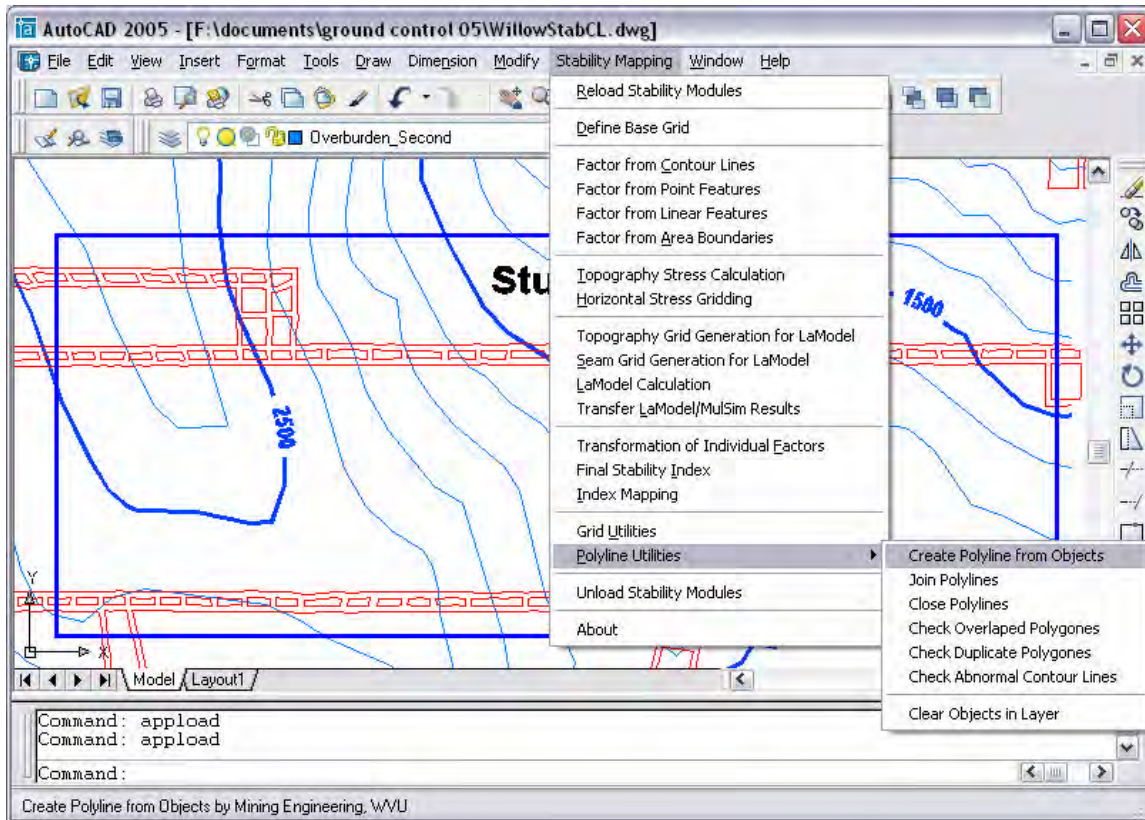 AutoCAD 2005 - [F:\documents\ground control 05\WillowStabCL.dwg]
File Edit View Insert Format Tools Draw Dimension Modify Stability Mapping Window Help
Overburden_Second
Reload Stability Modules
Define Base Grid
Factor from Contour Lines
Factor from Point Features
Factor from Linear Features
Factor from Area Boundaries
Topography Stress Calculation
Horizontal Stress Gridding
Topography Grid Generation for LaModel
Seam Grid Generation for LaModel
LaModel Calculation
Transfer LaModel/MulSim Results
Transformation of Individual Factors
Final Stability Index
Index Mapping
Grid Utilities
Polyline Utilities
Unload Stability Modules
About
Create Polyline from Objects
Join Polylines
Close Polylines
Check Overlaped Polygones
Check Duplicate Polygones
Check Abnormal Contour Lines
Clear Objects in Layer
Stu
1500
2500
Y
X
Model Layout1
Command: appload
Command: appload
Command:
Create Polyline from Objects by Mining Engineering, WVU